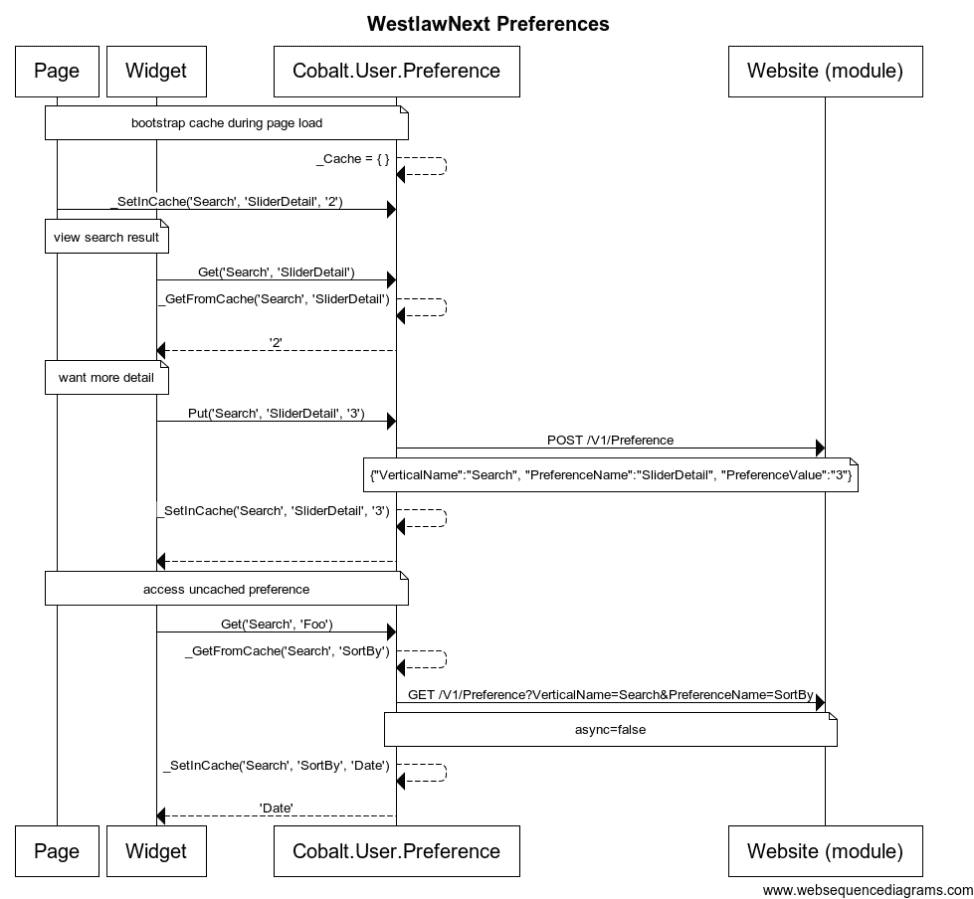 WestlawNext Preferences
Page Widget Cobalt.User.Preference Website (module)
bootstrap cache during page load
_Cache = { }
_SetInCache('Search', 'SliderDetail', '2')
view search result
Get('Search', 'SliderDetail')
_GetFromCache('Search', 'SliderDetail')
'2'
want more detail
Put('Search', 'SliderDetail', '3')
POST /V1/Preference
{"VerticalName":"Search", "PreferenceName":"SliderDetail", "PreferenceValue":"3"}
_SetInCache('Search', 'SliderDetail', '3')
access uncached preference
Get('Search', 'Foo')
_GetFromCache('Search', 'SortBy')
GET /V1/Preference?VerticalName=Search&PreferenceName=SortBy
async=false
_SetInCache('Search', 'SortBy', 'Date')
'Date'
Page Widget Cobalt.User.Preference Website (module)
www.websequencediagrams.com